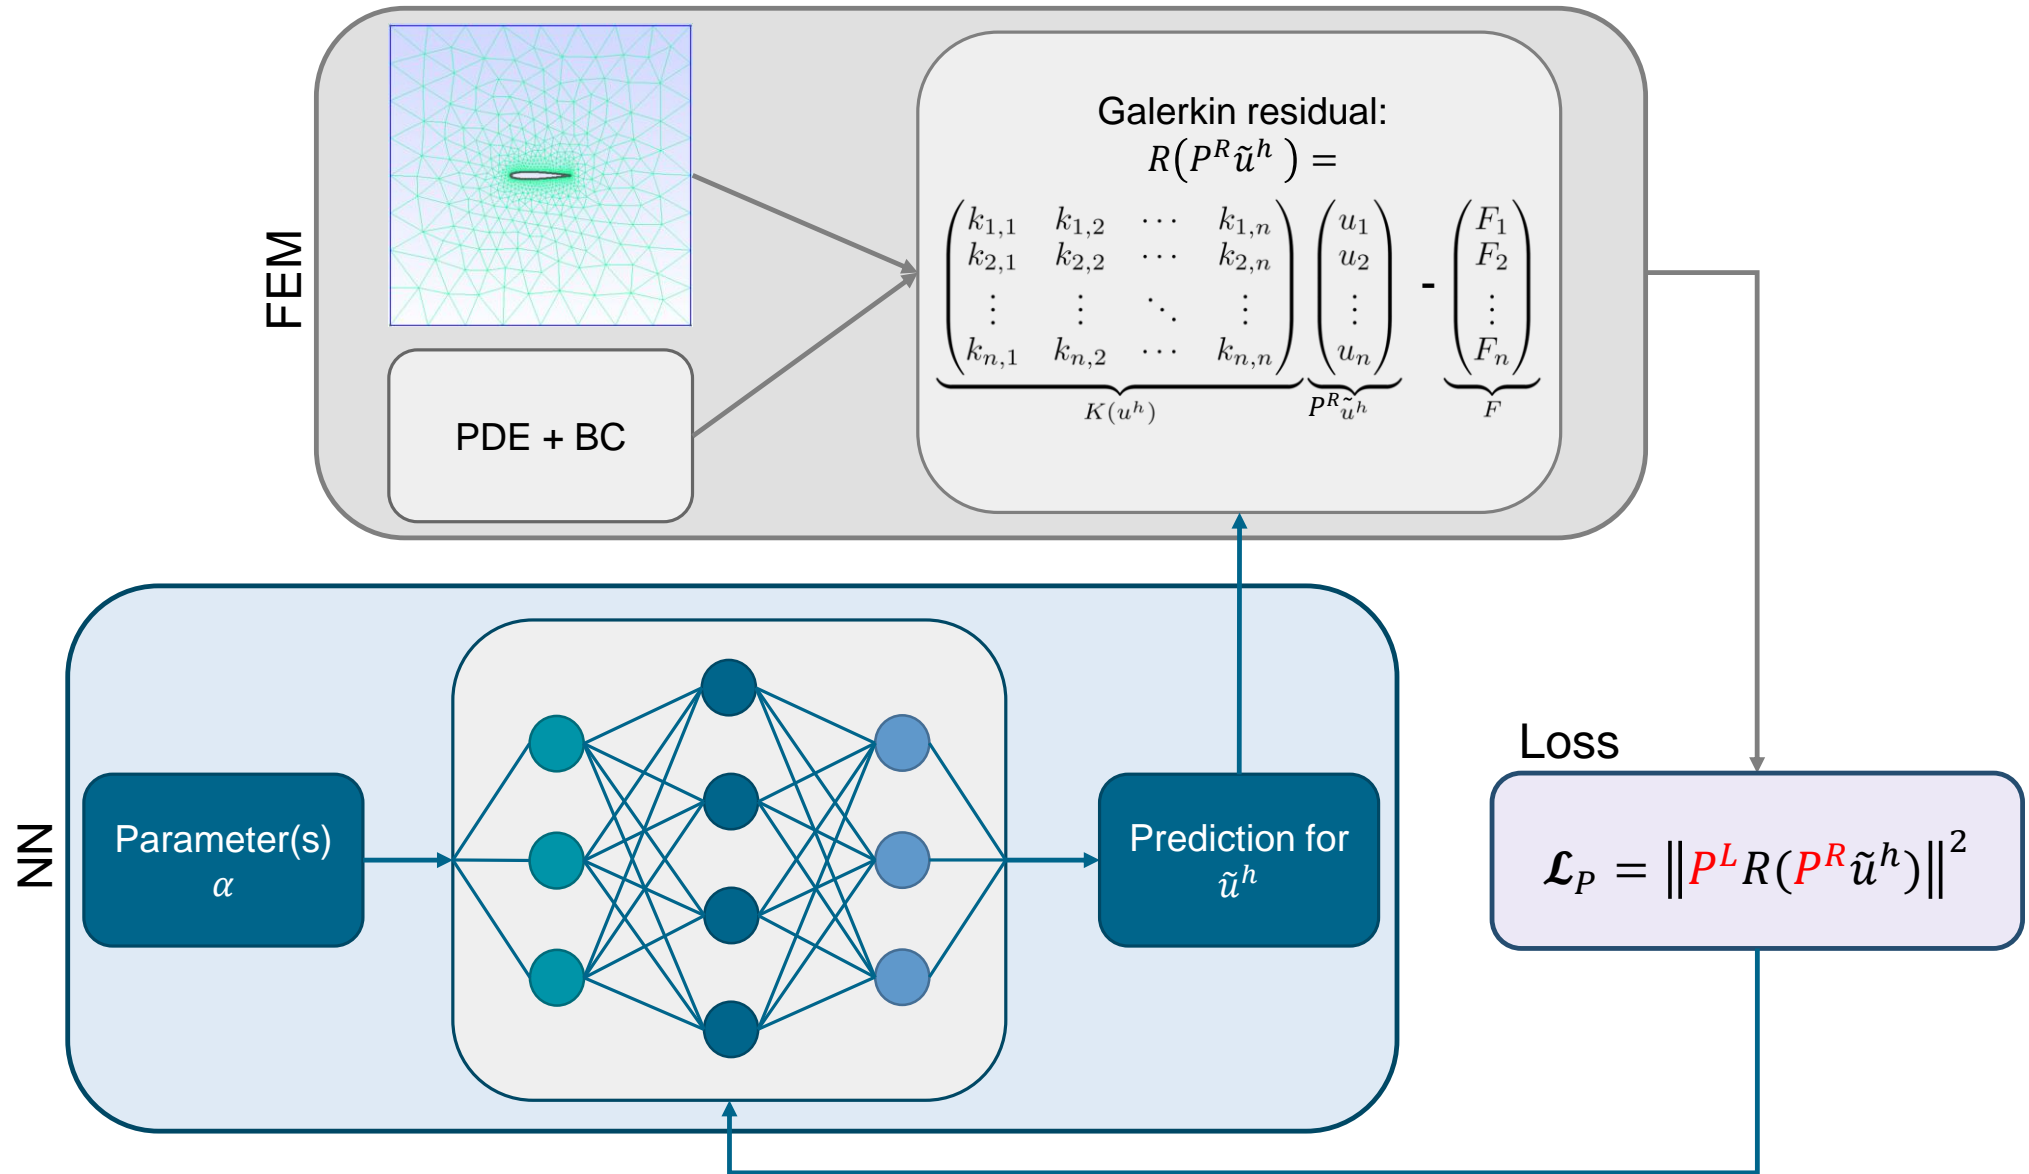 FEM
Galerkin residual:
R(P^R ũ^h) =
k_{1,1} k_{1,2} ⋯ k_{1,n} u_1 F_1
k_{2,1} k_{2,2} ⋯ k_{2,n} u_2 - F_2
⋮ ⋮ ⋱ ⋮ ⋮ ⋮
k_{n,1} k_{n,2} ⋯ k_{n,n} u_n F_n
K(u^h) P^R ũ^h F
PDE + BC
NN
Parameter(s)
α
Prediction for
ũ^h
Loss
𝓛_P = ‖P^L R(P^R ũ^h)‖^2